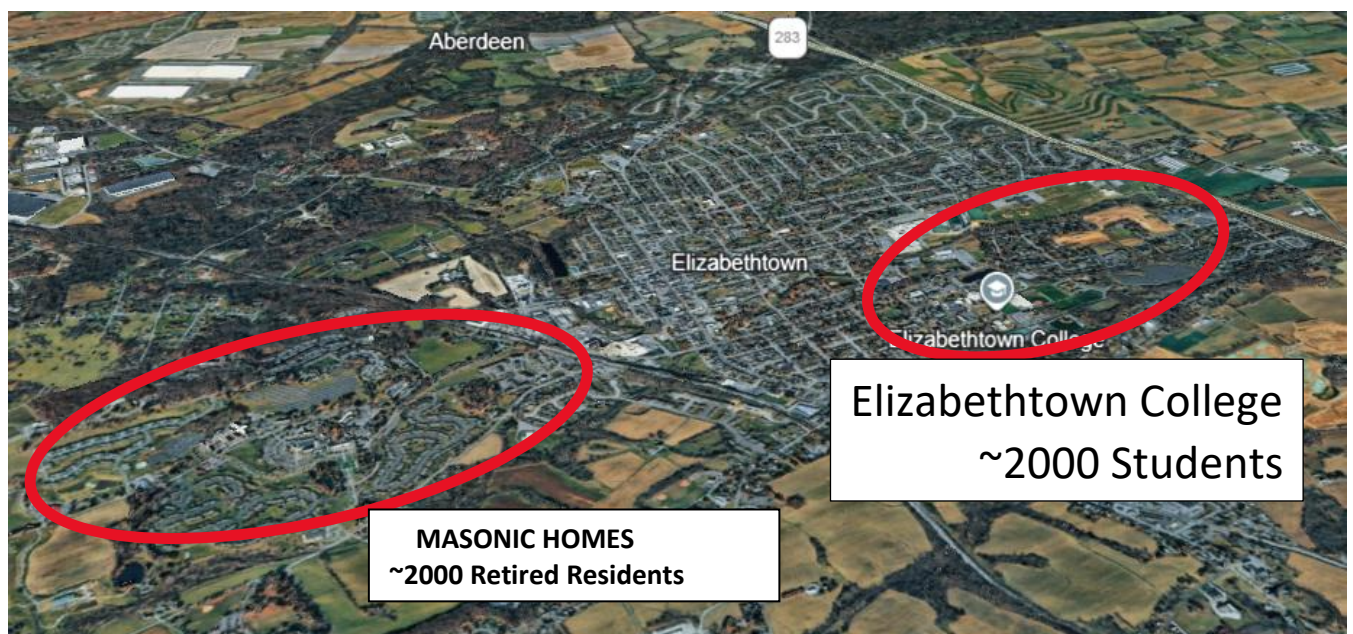 Aberdeen
283
Elizabethtown
Elizabethtown College
Elizabethtown College
~2000 Students
MASONIC HOMES
~2000 Retired Residents